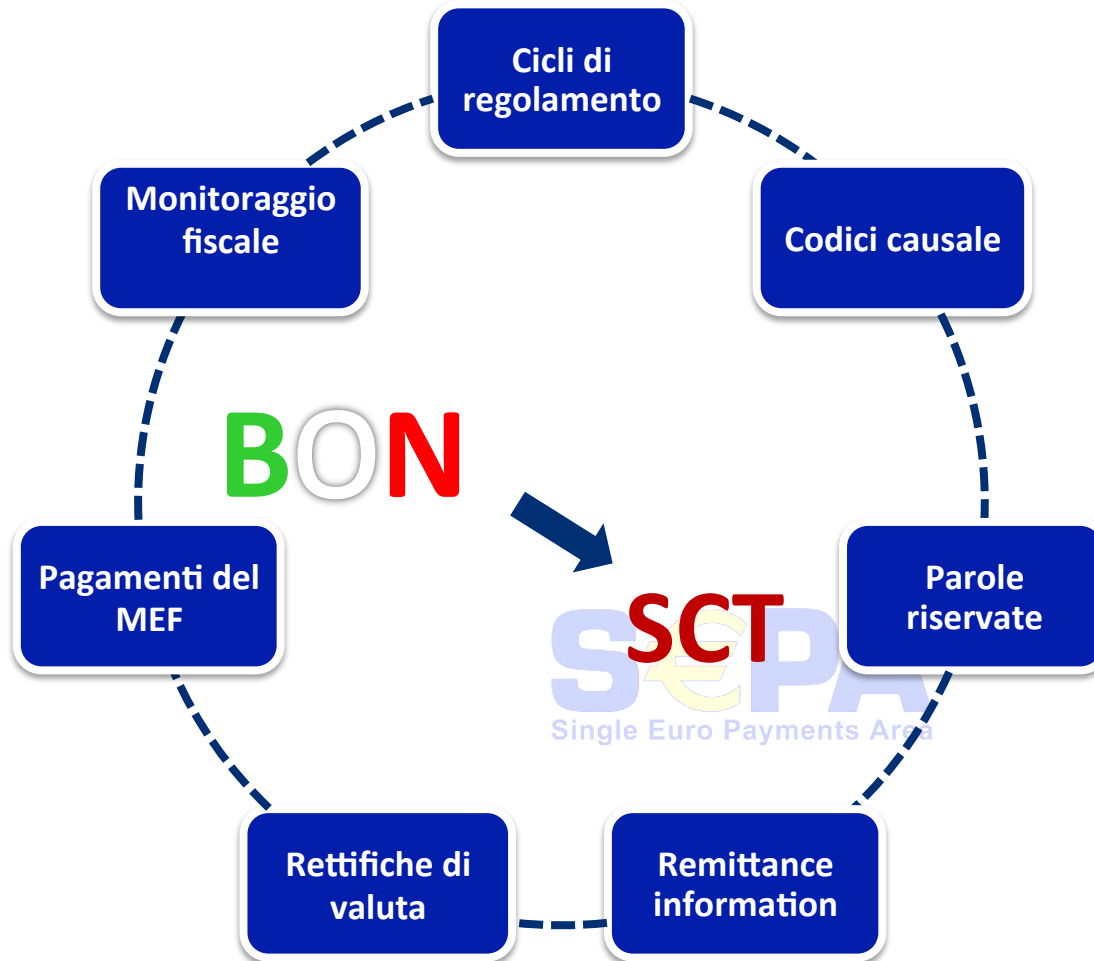 Cicli di
regolamento
Monitoraggio
fiscale
Codici causale
BON
Pagamenti del
MEF
Parole
riservate
SCT
S€PA
Single Euro Payments Area
Rettifiche di
valuta
Remittance
information